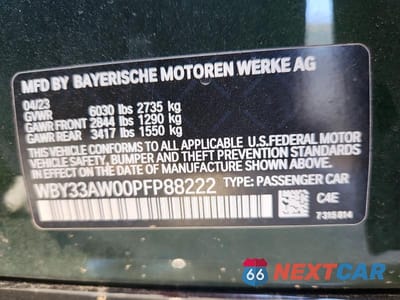 MFD BY BAYERISCHE MOTOREN WERKE AG
04/23
GVWR 6030 lbs 2735 kg
GAWR FRONT 2844 lbs 1290 kg
GAWR REAR 3417 lbs 1550 kg
THIS VEHICLE CONFORMS TO ALL APPLICABLE U.S. FEDERAL MOTOR
VEHICLE SAFETY, BUMPER, AND THEFT PREVENTION STANDARDS IN
EFFECT ON THE DATE OF MANUFACTURE SHOWN ABOVE.
WBY33AW00PFP88222 TYPE: PASSENGER CAR
C4E
7315814
66 NEXTCAR